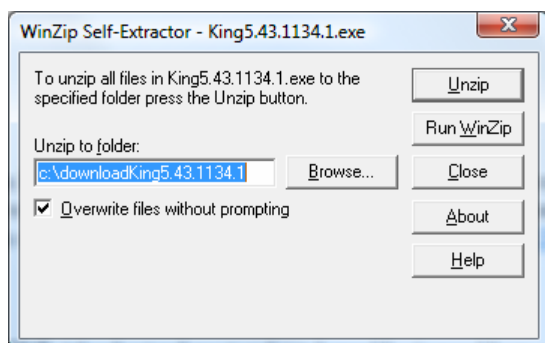 WinZip Self-Extractor - King5.43.1134.1.exe
To unzip all files in King5.43.1134.1.exe to the
specified folder press the Unzip button.
Unzip to folder:
c:\downloadKing5.43.1134.1
Browse...
Overwrite files without prompting
Unzip
Run WinZip
Close
About
Help